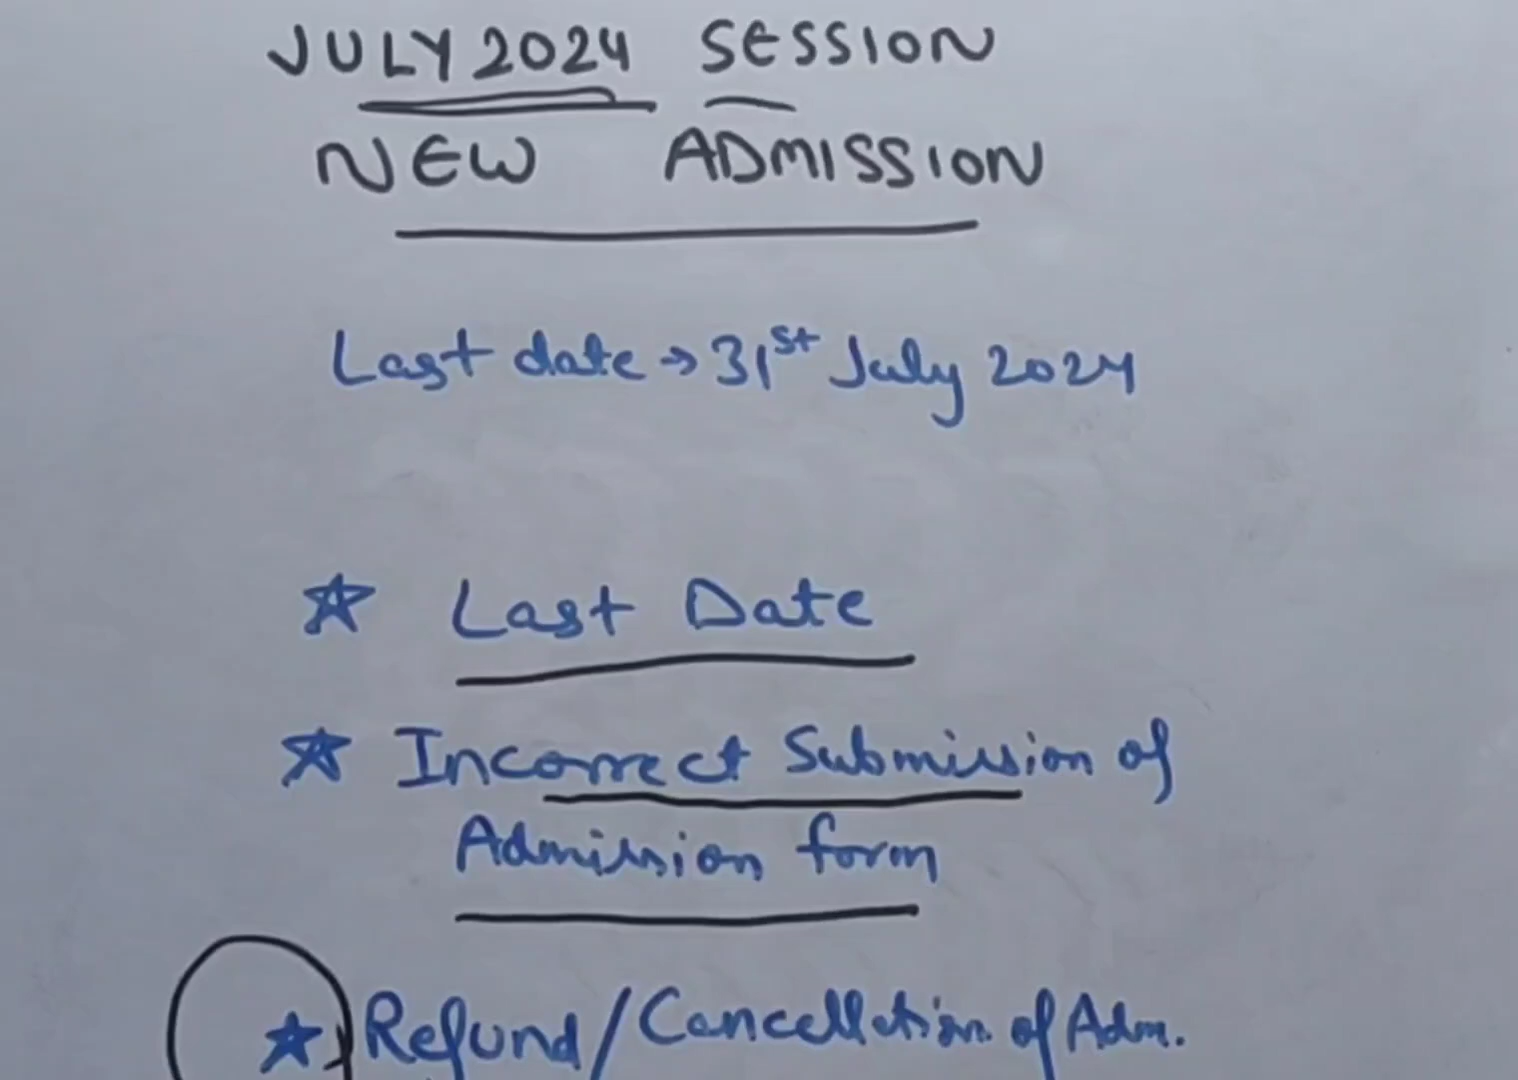 JULY 2024 SESSION
NEW ADMISSION
Last date → 31st July 2024
☆ Last Date
☆ Incorrect Submission of
Admission form
☆ Refund/Cancellation of Adm.